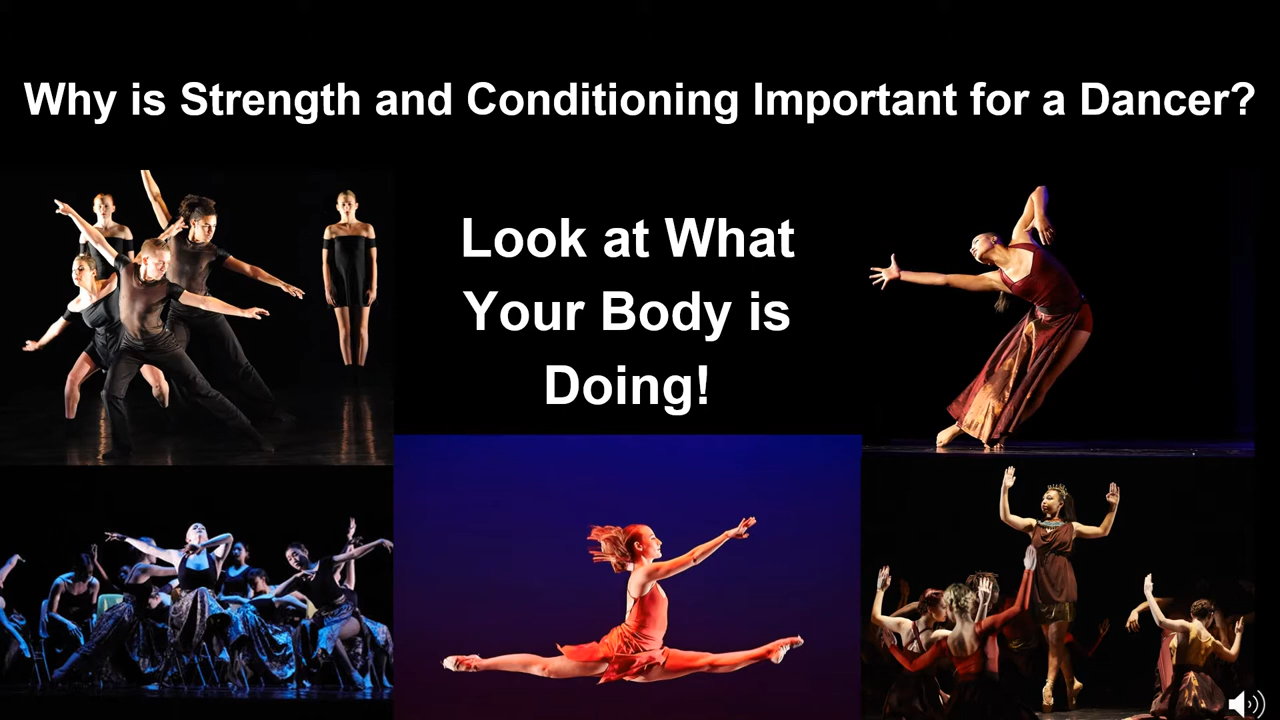 Why is Strength and Conditioning Important for a Dancer?
Look at What
Your Body is
Doing!